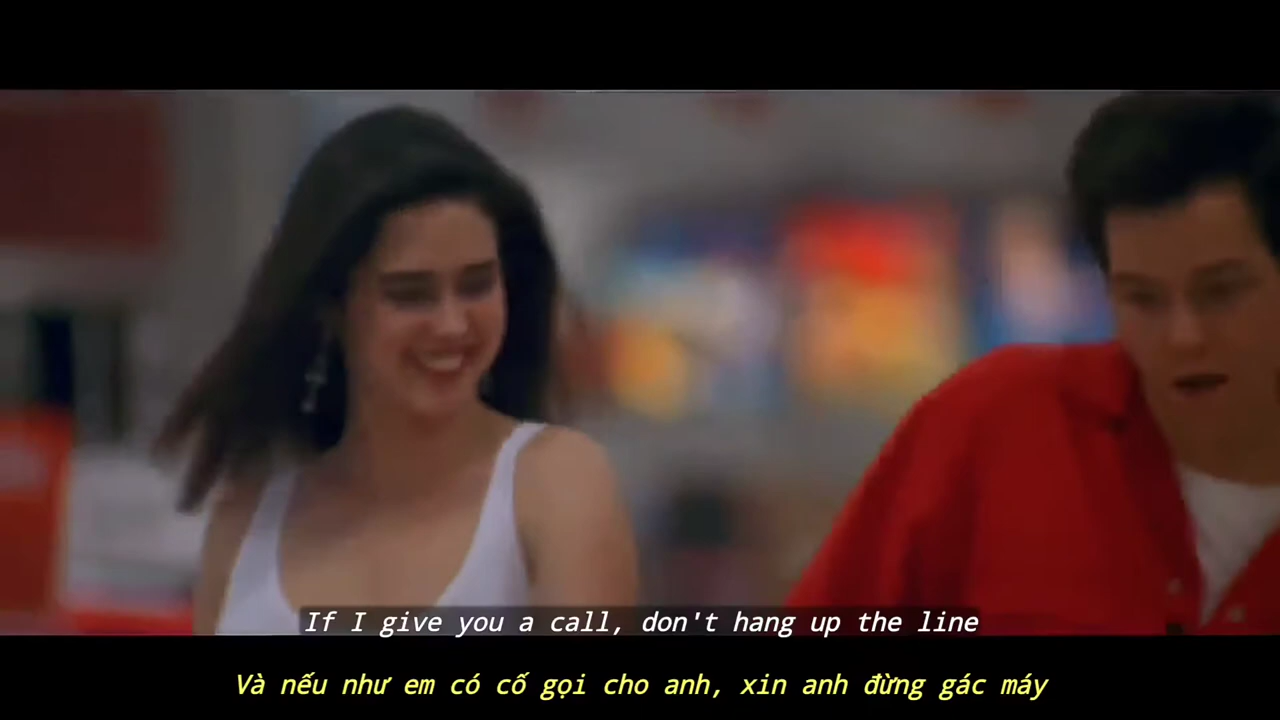 If I give you a call, don't hang up the line
Và nếu như em có cố gọi cho anh, xin anh đừng gác máy